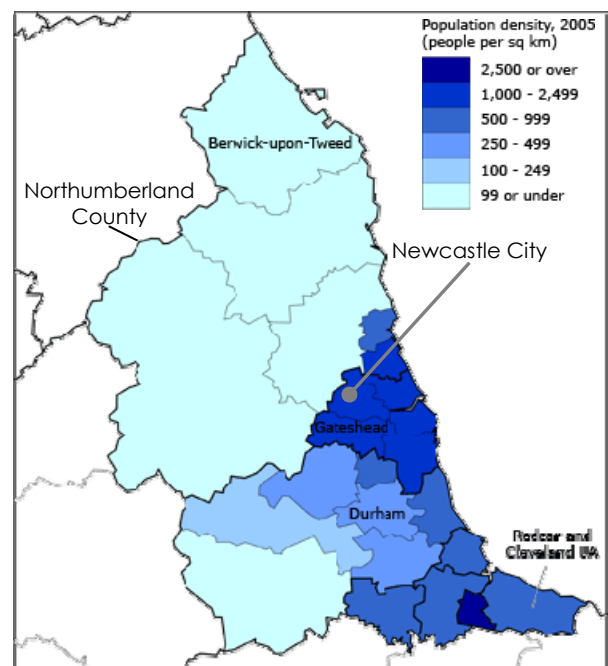 Population density, 2005
(people per sq km)
2,500 or over
1,000 - 2,499
500 - 999
250 - 499
100 - 249
99 or under
Berwick-upon-Tweed
Northumberland
County
Newcastle City
Gateshead
Durham
Redcar and
Cleveland UA